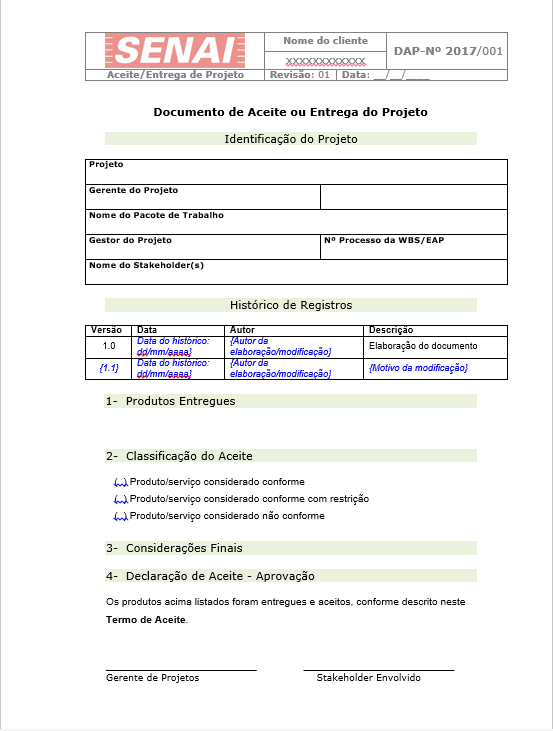 SENAI
Nome do cliente
xxxxxxxxxxxxx
DAP-Nº 2017/001
Aceite/Entrega de Projeto
Revisão: 01
Data: __/__/____
Documento de Aceite ou Entrega do Projeto
Identificação do Projeto
Projeto
Gerente do Projeto
Nome do Pacote de Trabalho
Gestor do Projeto
Nº Processo da WBS/EAP
Nome do Stakeholder(s)
Histórico de Registros
Versão Data Autor Descrição
1.0 Data do histórico: {Autor da Elaboração do documento
dd/mm/aaaa} elaboração/modificação}
{1.1} Data do histórico: {Autor da {Motivo da modificação}
dd/mm/aaaa} elaboração/modificação}
1- Produtos Entregues
2- Classificação do Aceite
(...) Produto/serviço considerado conforme
(...) Produto/serviço considerado conforme com restrição
(...) Produto/serviço considerado não conforme
3- Considerações Finais
4- Declaração de Aceite - Aprovação
Os produtos acima listados foram entregues e aceitos, conforme descrito neste
Termo de Aceite.
Gerente de Projetos
Stakeholder Envolvido